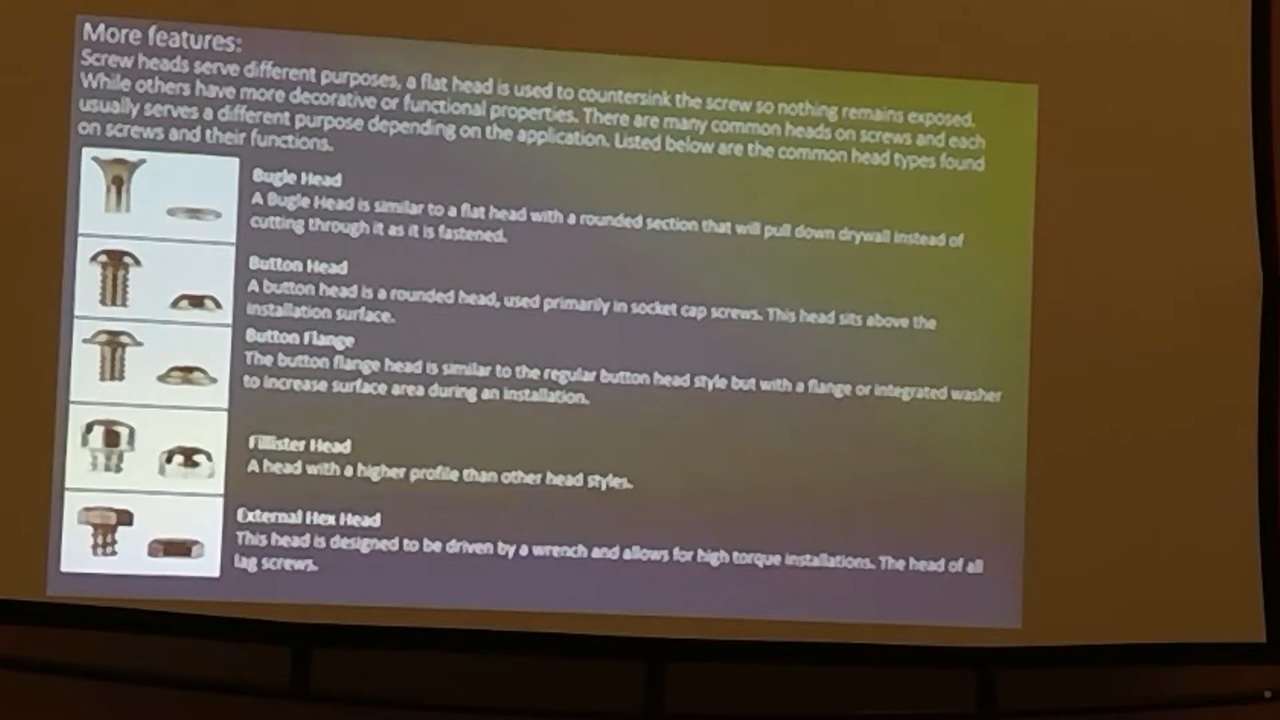 More features:
Screw heads serve different purposes, a flat head is used to countersink the screw so nothing remains exposed.
While others have more decorative or functional properties. There are many common heads on screws and each
usually serves a different purpose depending on the application. Listed below are the common head types found
on screws and their functions.
Bugle Head
A Bugle Head is similar to a flat head with a rounded section that will pull down drywall instead of
cutting through it as it is fastened.
Button Head
A button head is a rounded head, used primarily in socket cap screws. This head sits above the
installation surface.
Button Flange
The button flange head is similar to the regular button head style but with a flange or integrated washer
to increase surface area during an installation.
Fillister Head
A head with a higher profile than other head styles.
External Hex Head
This head is designed to be driven by a wrench and allows for high torque installations. The head of all
lag screws.